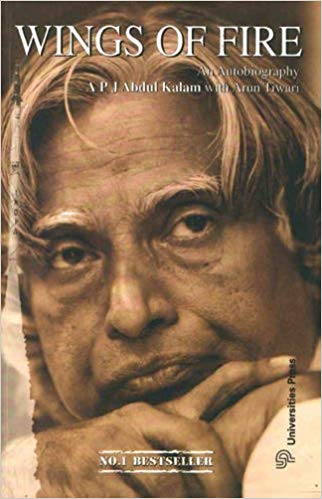 WINGS OF FIRE
An Autobiography
A P J Abdul Kalam with Arun Tiwari
Universities Press
NO.1 BESTSELLER